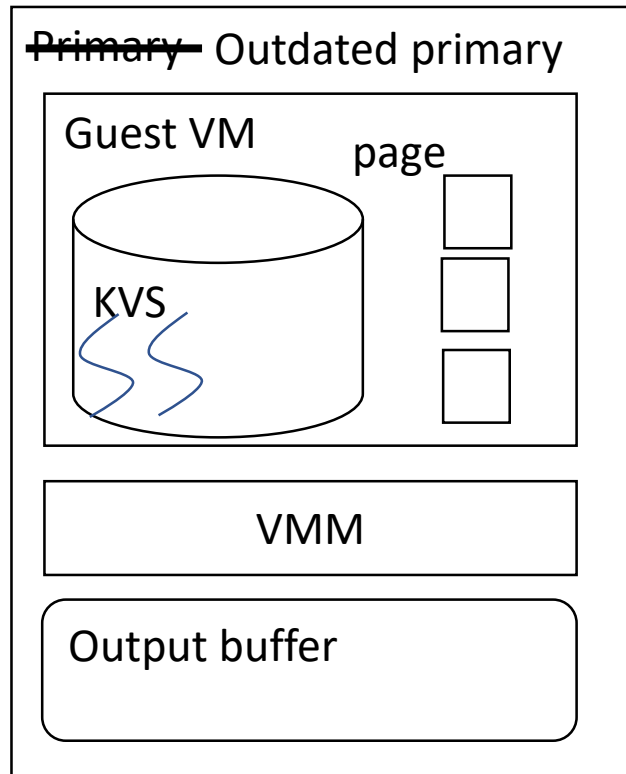 Primary Outdated primary
Guest VM
page
KVS
VMM
Output buffer